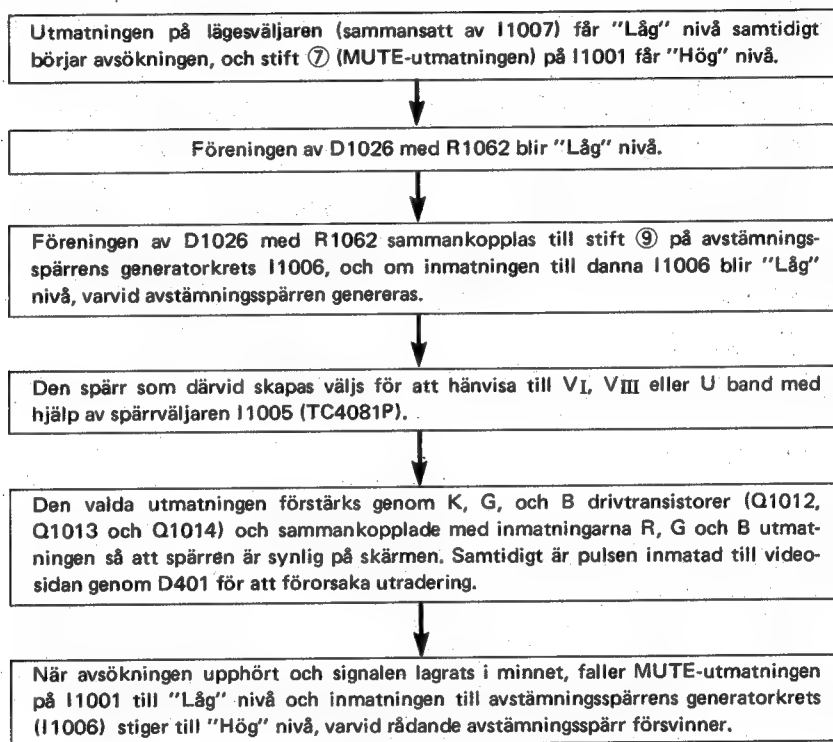 Utmatningen på lägesväljaren (sammansatt av I1007) får "Låg" nivå samtidigt
börjar avsökningen, och stift ⑦ (MUTE-utmatningen) på I1001 får "Hög" nivå.
Föreningen av D1026 med R1062 blir "Låg" nivå.
Föreningen av D1026 med R1062 sammankopplas till stift ⑨ på avstämnings-
spärrens generatorkrets I1006, och om inmatningen till danna I1006 blir "Låg"
nivå, varvid avstämningsspärren genereras.
Den spärr som därvid skapas väljs för att hänvisa till VI, VIII eller U band med
hjälp av spärrväljaren I1005 (TC4081P).
Den valda utmatningen förstärks genom K, G, och B drivtransistorer (Q1012,
Q1013 och Q1014) och sammankopplade med inmatningarna R, G och B utmat-
ningen så att spärren är synlig på skärmen. Samtidigt är pulsen inmatad till video-
sidan genom D401 för att förorsaka utradering.
När avsökningen upphört och signalen lagrats i minnet, faller MUTE-utmatningen
på I1001 till "Låg" nivå och inmatningen till avstämningsspärrens generatorkrets
(I1006) stiger till "Hög" nivå, varvid rådande avstämningsspärr försvinner.